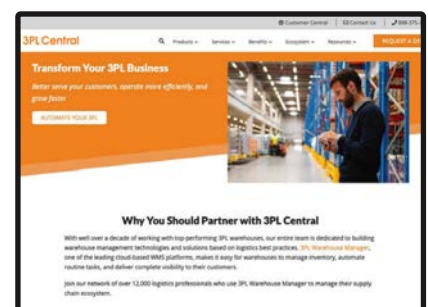 Customer Central
Contact Us
3PL Central
Products
Services
Benefits
Ecosystem
Resources
Transform Your 3PL Business
Better serve your customers, operate more efficiently, and
grow faster
AUTOMATE YOUR 3PL
Why You Should Partner with 3PL Central
With well over a decade of working with top-performing 3PL warehouses, our entire team is dedicated to building
warehouse management technologies and solutions based on logistics best practices. 3PL Warehouse Manager,
one of the leading cloud-based WMS platforms, makes it easy for warehouses to manage inventory, automate
routine tasks, and deliver complete visibility to their customers.
Join our network of over 12,000 logistics professionals who use 3PL Warehouse Manager to manage their supply
chain ecosystem.